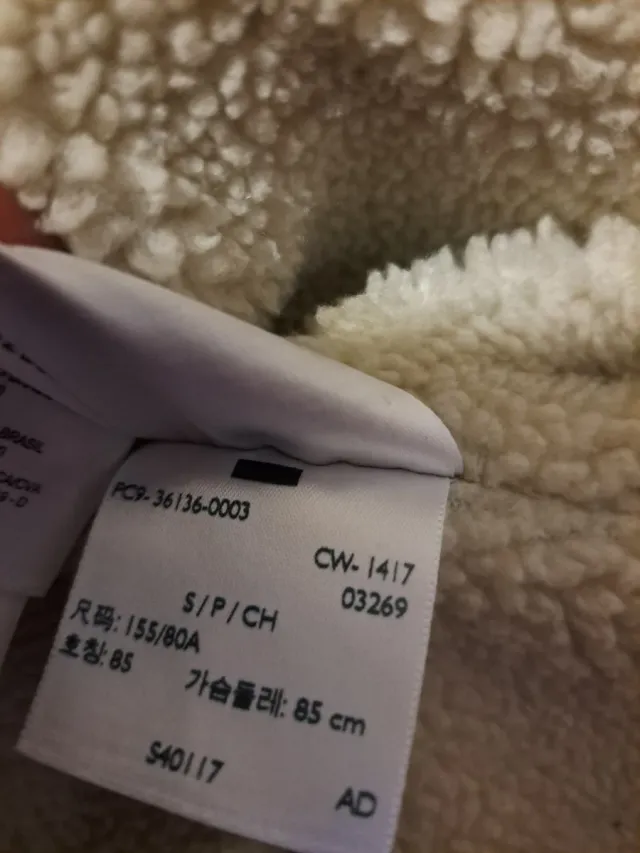 BRASIL
PC9-36136-0003
CW-1417
03269
S/P/CH
尺码: 155/80A
호칭: 85
가슴둘레: 85 cm
S40117
AD